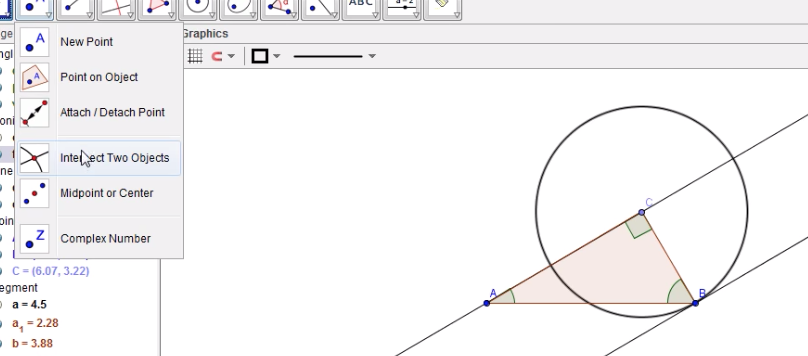 ABC
a=2
Graphics
A
New Point
A
Point on Object
Attach / Detach Point
Intersect Two Objects
Midpoint or Center
Z
Complex Number
C = (6.07, 3.22)
egment
a = 4.5
a₁ = 2.28
b = 3.88
C
A
B